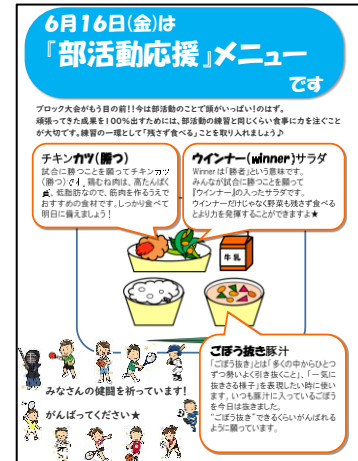 6月16日(金)は
『部活動応援』メニュー
です
ブロック大会がもう目の前!!今は部活動のことで頭がいっぱい!のはず。
頑張ってきた成果を100%出すためには、部活動の練習と同じくらい食事に力を注ぐこと
が大切です。練習の一環として「残さず食べる」ことを取り入れましょう♪
チキンカツ(勝つ)
試合に勝つことを願ってチキンカツ
(勝つ)です。鶏むね肉は、高たんぱく
質、低脂肪なので、筋肉を作るうえで
おすすめの食材です。しっかり食べて
明日に備えましょう!
ウインナー(winner)サラダ
Winnerは「勝者」という意味です。
みんなが試合に勝つことを願って
『ウインナー』の入ったサラダです。
ウインナーだけじゃなく野菜も残さず食べる
とより力を発揮することができますよ★
牛乳
ごぼう抜き豚汁
「ごぼう抜き」とは「多くの中からひとつ
ずつ勢いよく引き抜くこと」、「一気に
抜きさる様子」を表現したい時に使い
ます。いつも豚汁に入っているごぼう
を今日は抜きました。
"ごぼう抜き"できるくらいがんばれる
ように願っています。
みなさんの健闘を祈っています!
がんばってください★